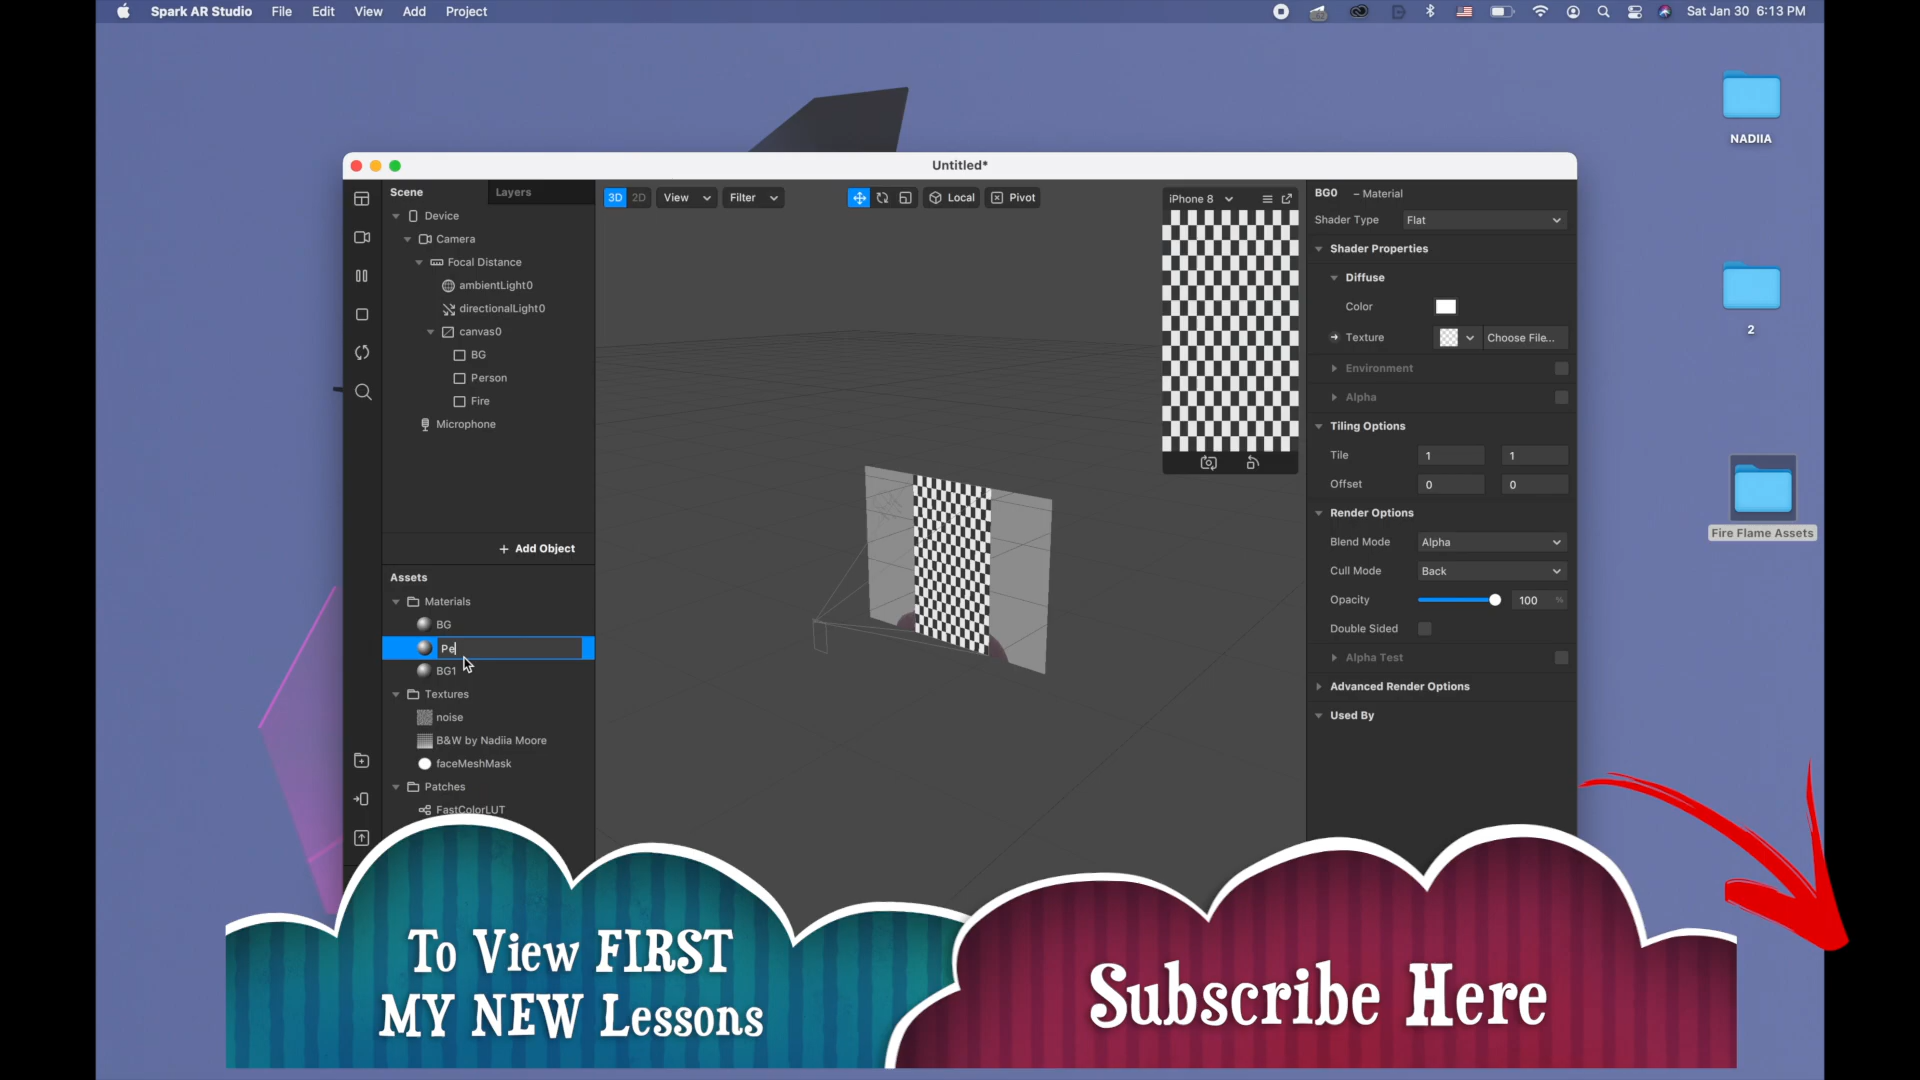 Spark AR Studio File Edit View Add Project
Sat Jan 30 6:13 PM
NADIIA
2
Fire Flame Assets
Untitled*
Scene Layers
Device
Camera
Focal Distance
ambientLight0
directionalLight0
canvas0
BG
Person
Fire
Microphone
+ Add Object
Assets
Materials
BG
Pe
BG1
Textures
noise
B&W by Nadiia Moore
faceMeshMask
Patches
FastColorLUT
3D 2D View Filter Local Pivot
iPhone 8
BG0 – Material
Shader Type Flat
Shader Properties
Diffuse
Color
Texture Choose File...
Environment
Alpha
Tiling Options
Tile 1 1
Offset 0 0
Render Options
Blend Mode Alpha
Cull Mode Back
Opacity 100 %
Double Sided
Alpha Test
Advanced Render Options
Used By
To View FIRST
MY NEW Lessons
Subscribe Here